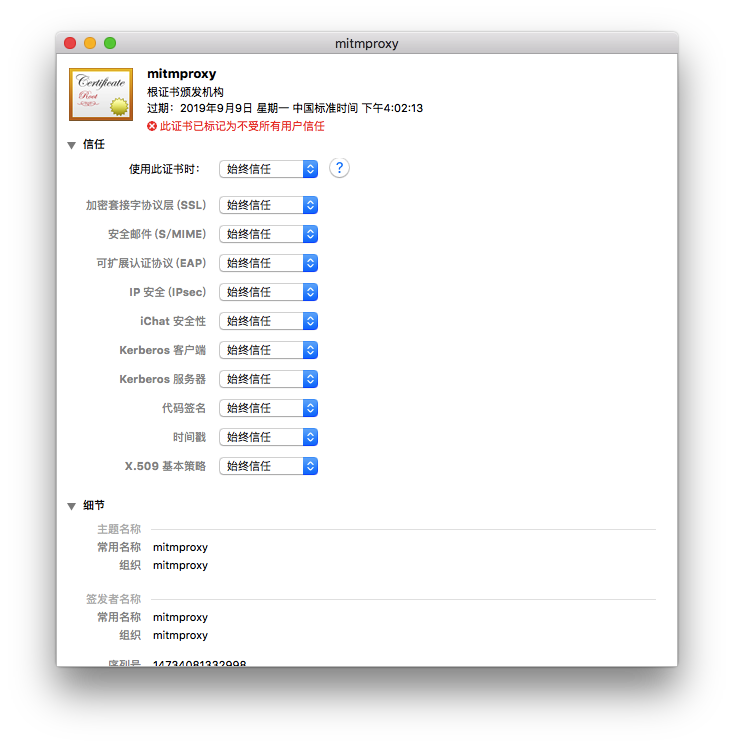 mitmproxy
Certificate
Root
mitmproxy
根证书颁发机构
过期：2019年9月9日 星期一 中国标准时间 下午4:02:13
此证书已标记为不受所有用户信任
信任
使用此证书时： 始终信任 ?
加密套接字协议层 (SSL) 始终信任
安全邮件 (S/MIME) 始终信任
可扩展认证协议 (EAP) 始终信任
IP 安全 (IPsec) 始终信任
iChat 安全性 始终信任
Kerberos 客户端 始终信任
Kerberos 服务器 始终信任
代码签名 始终信任
时间戳 始终信任
X.509 基本策略 始终信任
细节
主题名称
常用名称 mitmproxy
组织 mitmproxy
签发者名称
常用名称 mitmproxy
组织 mitmproxy
序列号 14734081332998